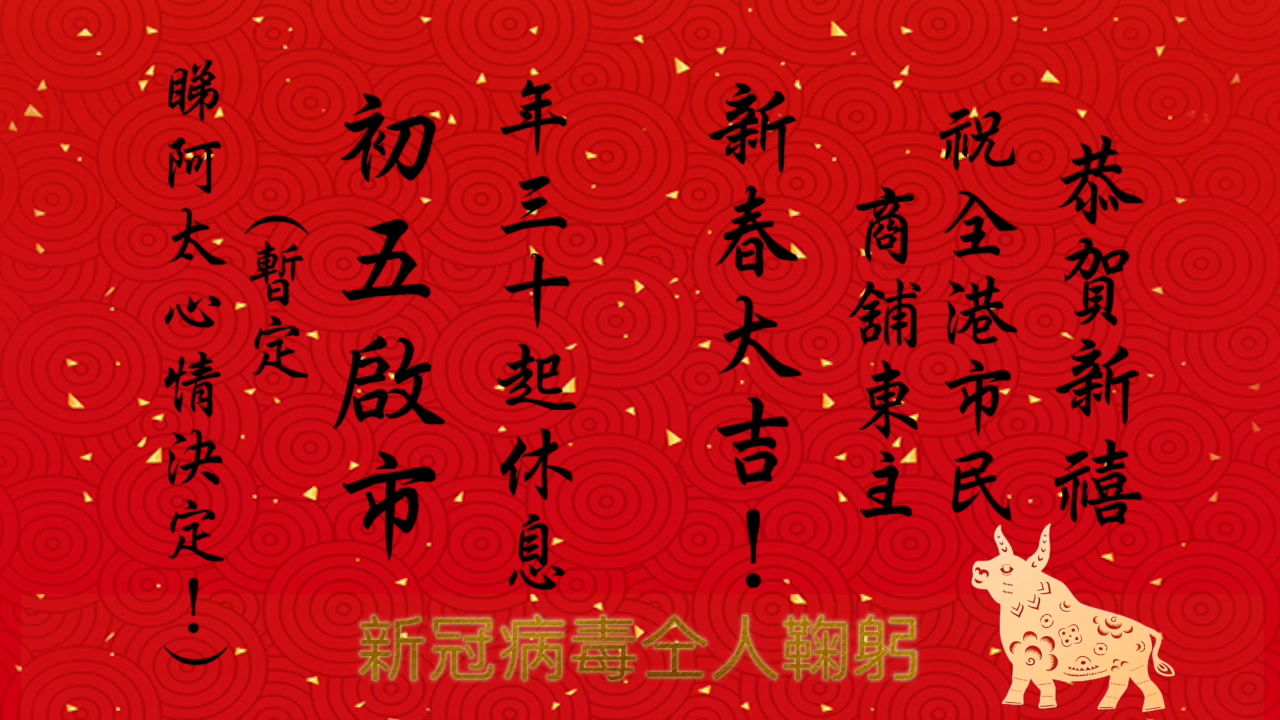 恭賀新禧
祝全港市民
商舖東主
新春大吉！
年三十起休息
初五啟市
（暫定
睇阿太心情決定！）
新冠病毒仝人鞠躬